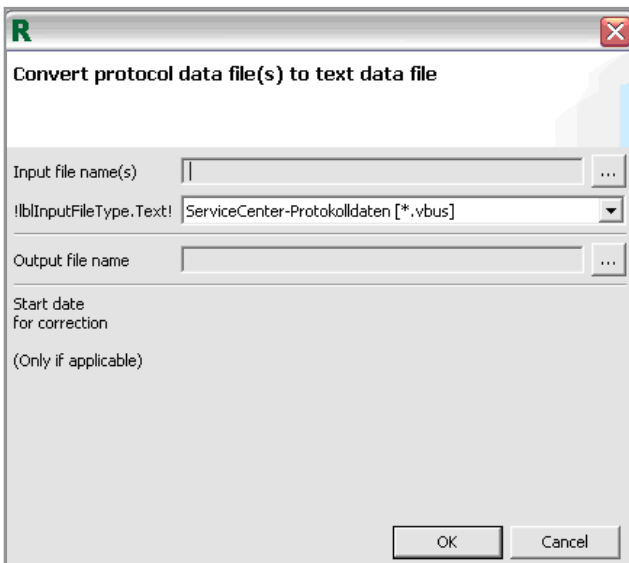 R
Convert protocol data file(s) to text data file
Input file name(s)
...
!lblInputFileType.Text! ServiceCenter-Protokolldaten [*.vbus]
Output file name
...
Start date
for correction
(Only if applicable)
OK Cancel